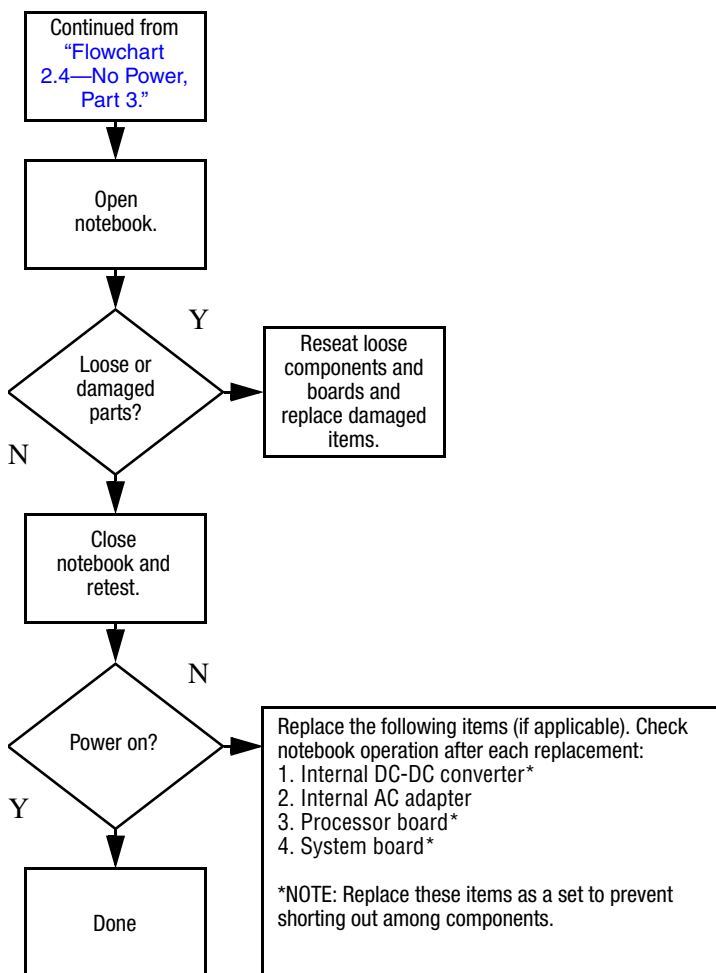 Continued from
“Flowchart
2.4—No Power,
Part 3.”
Open
notebook.
Y
Loose or
damaged
parts?
Reseat loose
components
and boards and
replace damaged
items.
N
Close
notebook and
retest.
N
Power on?
Replace the following items (if applicable). Check
notebook operation after each replacement:
1. Internal DC-DC converter*
2. Internal AC adapter
3. Processor board*
4. System board*
*NOTE: Replace these items as a set to prevent
shorting out among components.
Y
Done